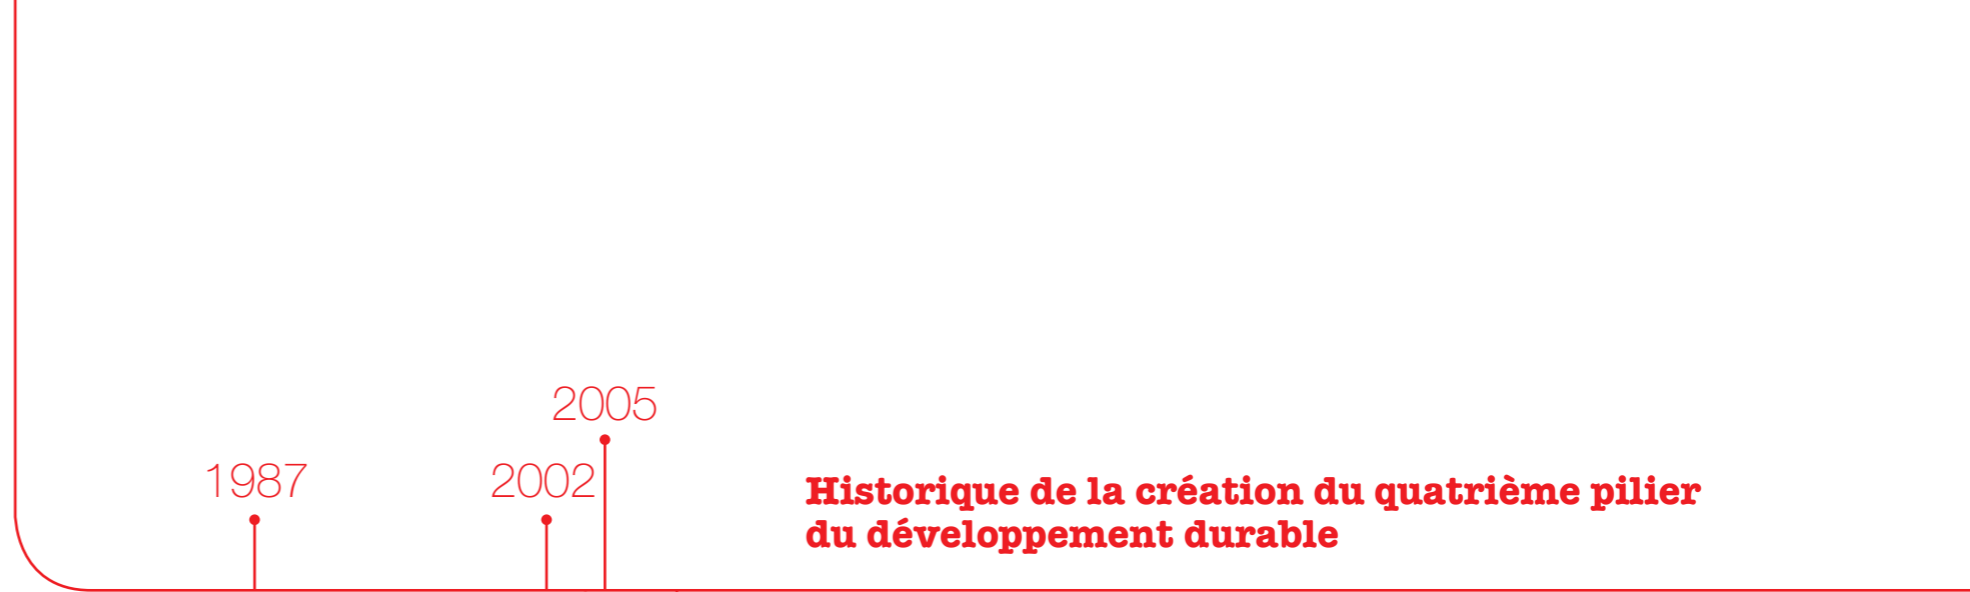 2005
1987
2002
Historique de la création du quatrième pilier
du développement durable